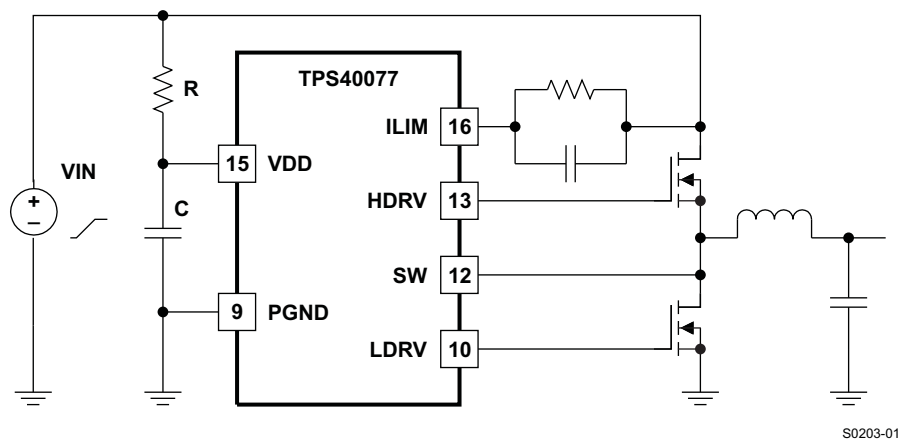 TPS40077
R
ILIM
16
15
VDD
VIN
+
–
HDRV
13
C
SW
12
9
PGND
LDRV
10
S0203-01